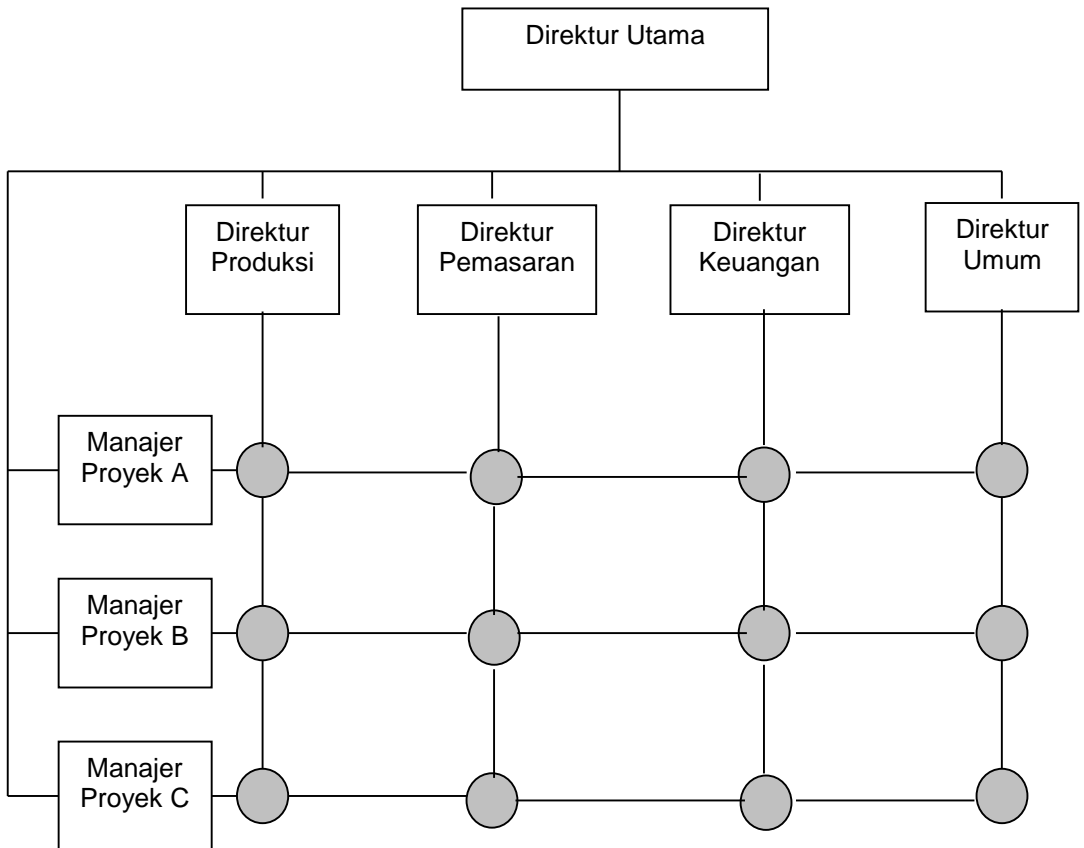 Direktur Utama
Direktur
Produksi
Direktur
Pemasaran
Direktur
Keuangan
Direktur
Umum
Manajer
Proyek A
Manajer
Proyek B
Manajer
Proyek C